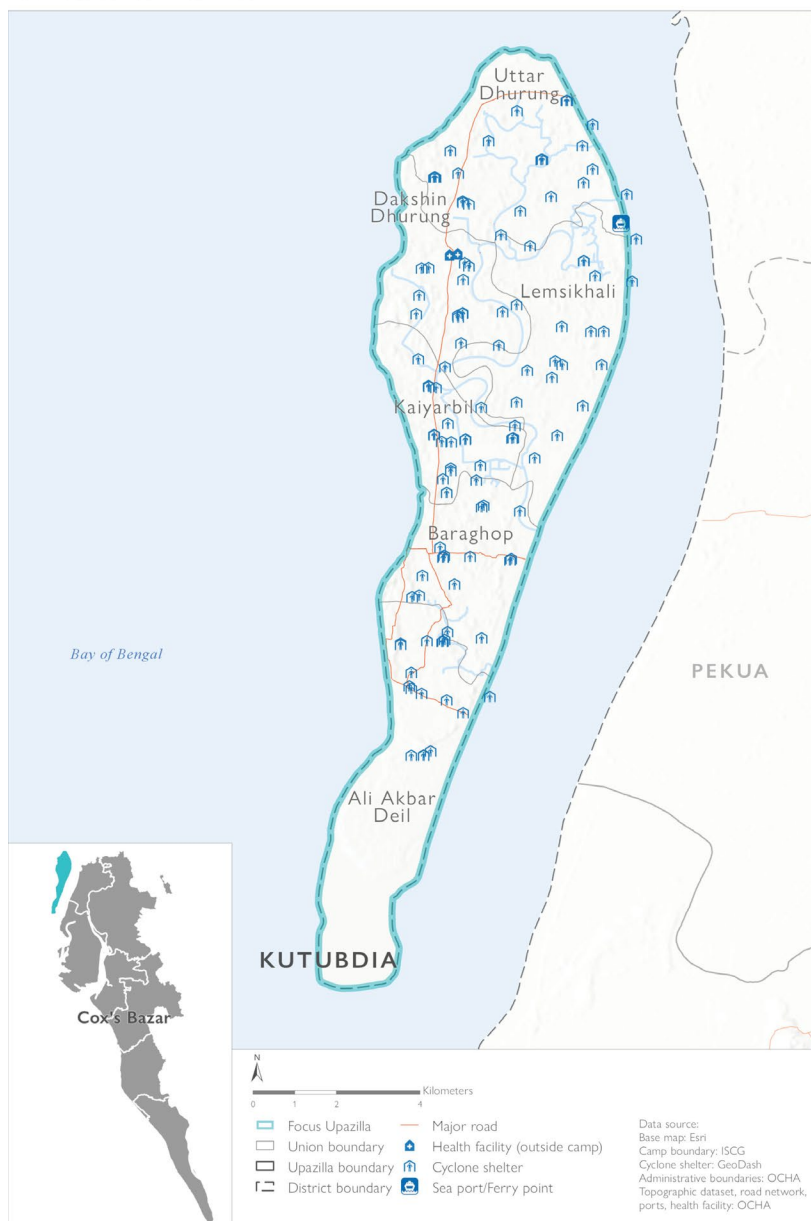 Uttar
Dhurung
Dakshin
Dhurung
Lemsikhali
Kaiyarbil
Baraghop
Bay of Bengal
PEKUA
Ali Akbar
Deil
KUTUBDIA
Cox's Bazar
N
Kilometers
0 1 2 4
Focus Upazilla
Union boundary
Upazilla boundary
District boundary
Major road
Health facility (outside camp)
Cyclone shelter
Sea port/Ferry point
Data source:
Base map: Esri
Camp boundary: ISCG
Cyclone shelter: GeoDash
Administrative boundaries: OCHA
Topographic dataset, road network,
ports, health facility: OCHA